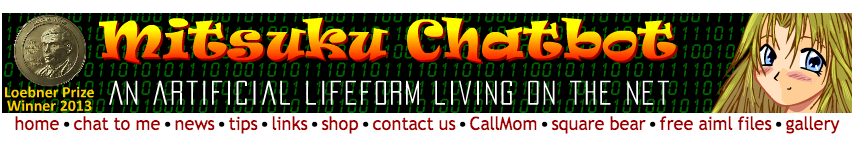 Mitsuku Chatbot
Loebner Prize
Winner 2013
AN ARTIFICIAL LIFEFORM LIVING ON THE NET
home • chat to me • news • tips • links • shop • contact us • CallMom • square bear • free aiml files • gallery